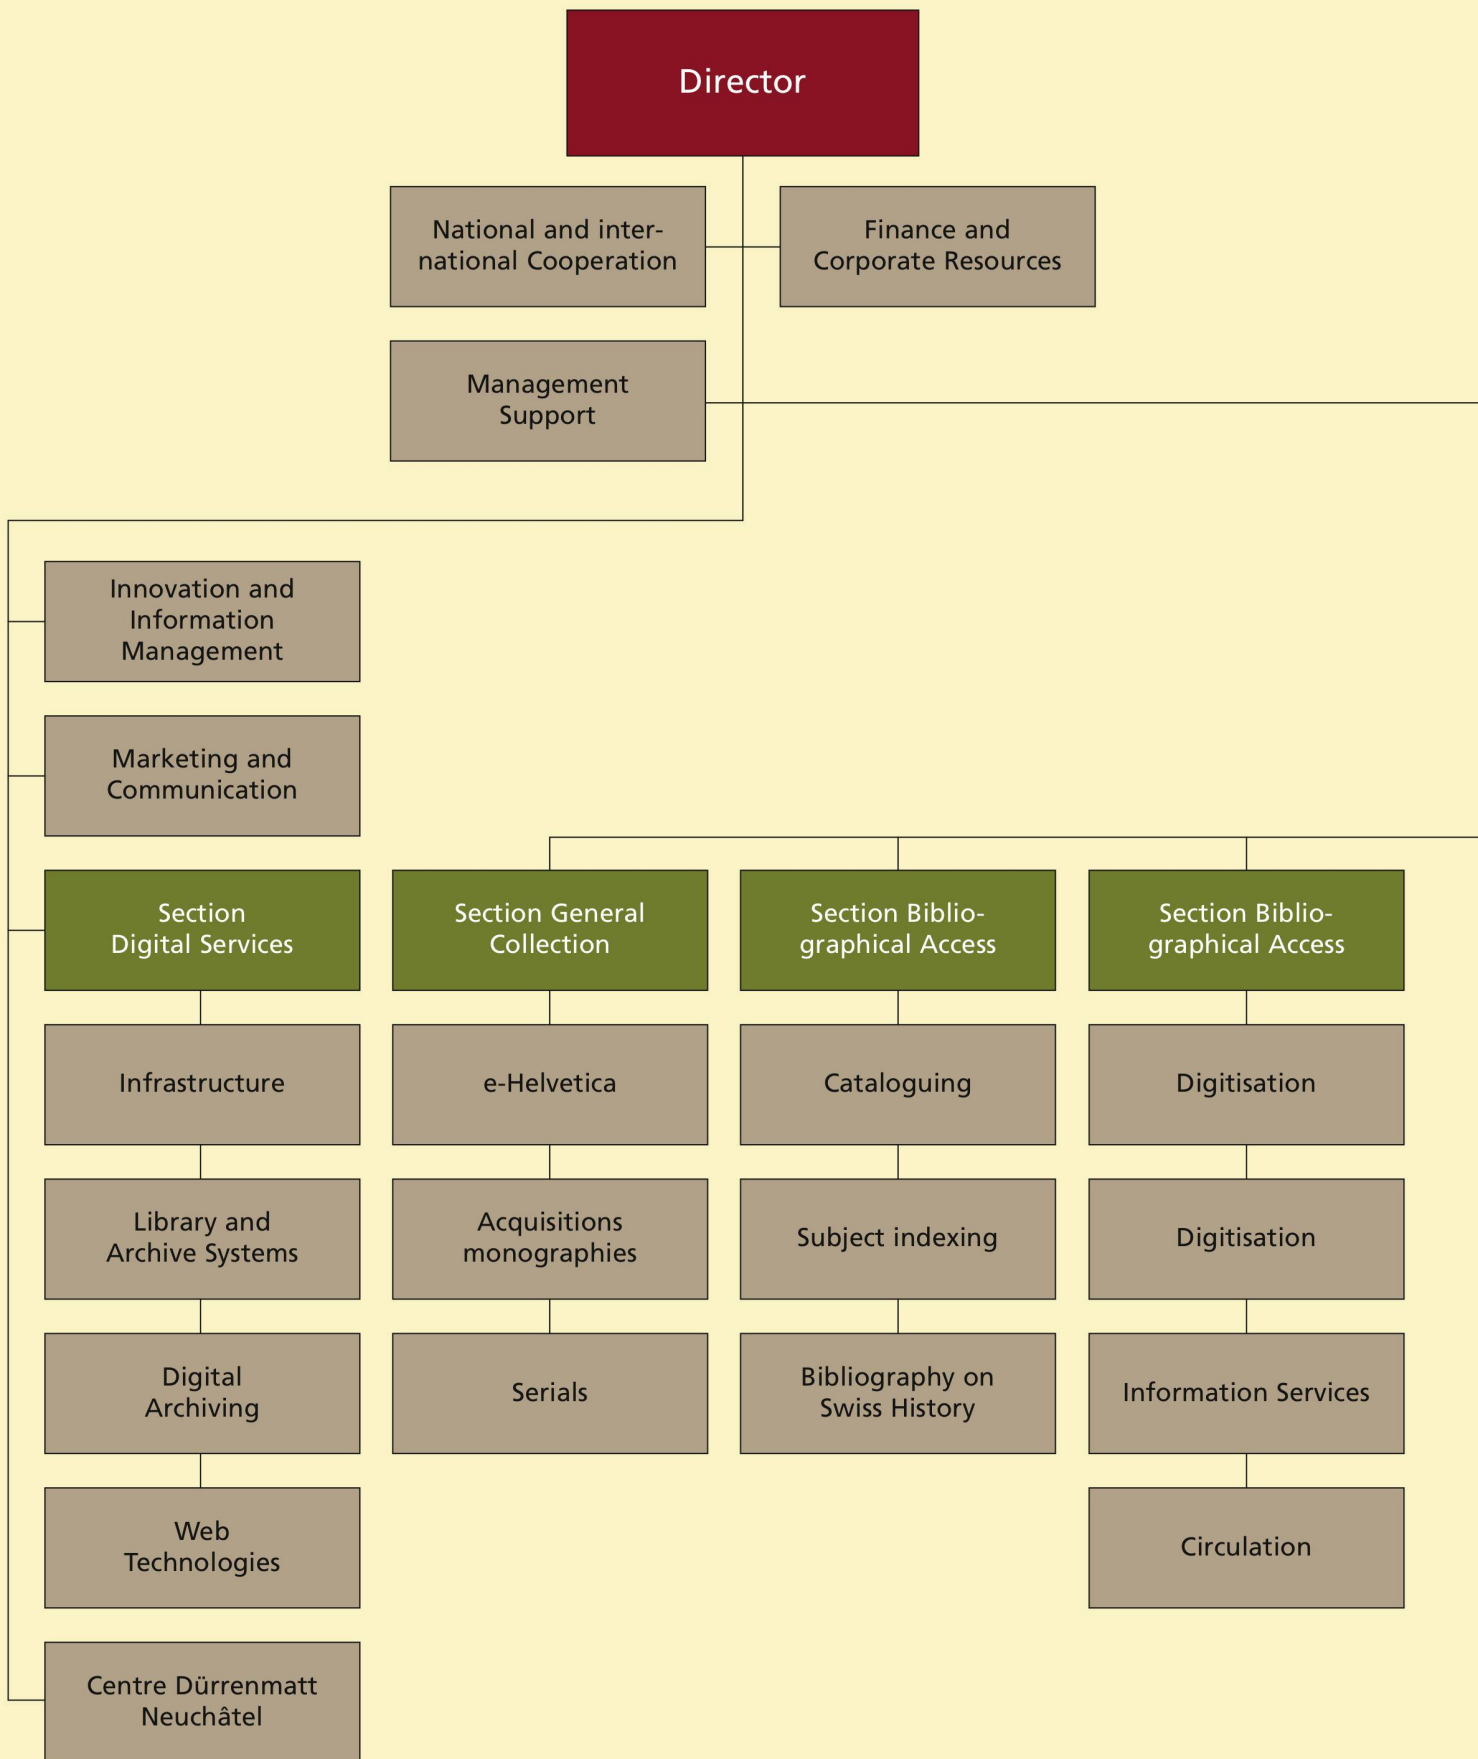 Director
National and inter-
national Cooperation
Finance and
Corporate Resources
Management
Support
Innovation and
Information
Management
Marketing and
Communication
Section
Digital Services
Section General
Collection
Section Biblio-
graphical Access
Section Biblio-
graphical Access
Infrastructure
e-Helvetica
Cataloguing
Digitisation
Library and
Archive Systems
Acquisitions
monographies
Subject indexing
Digitisation
Digital
Archiving
Serials
Bibliography on
Swiss History
Information Services
Web
Technologies
Circulation
Centre Dürrenmatt
Neuchâtel